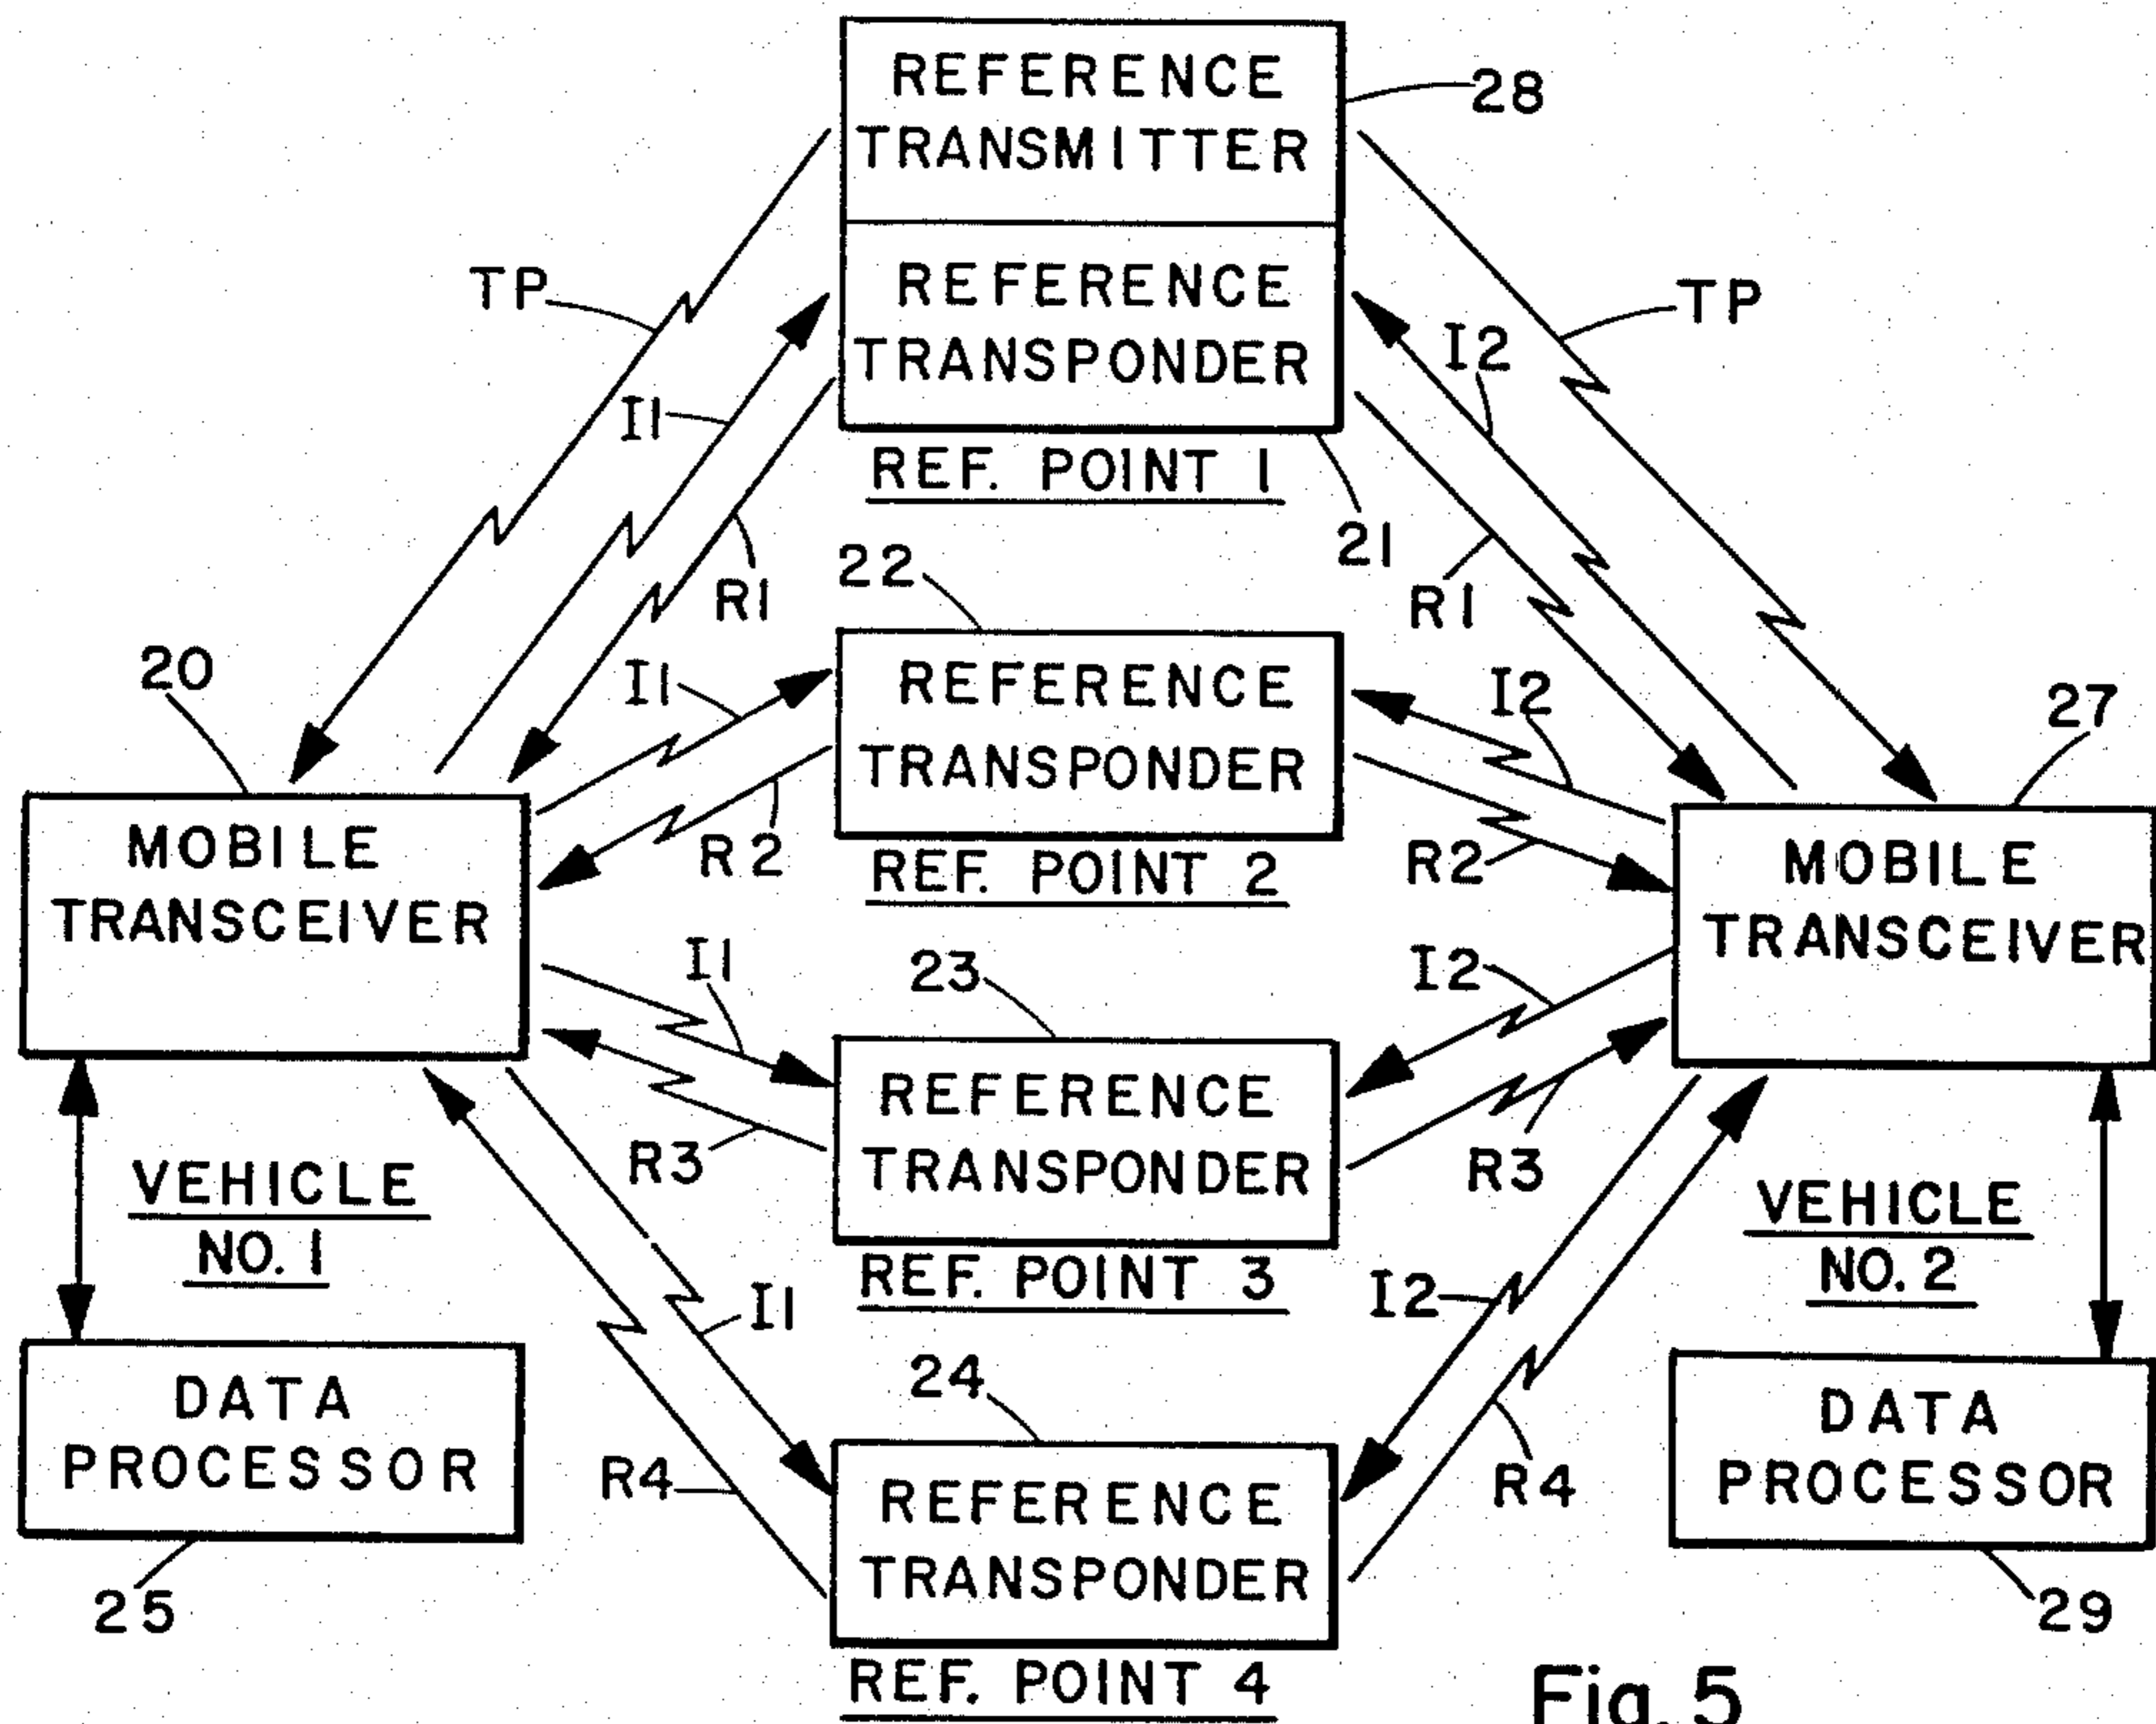 REFERENCE
TRANSMITTER
28
REFERENCE
TRANSPONDER
REF. POINT 1
21
TP
TP
I1
I2
R1
R1
22
REFERENCE
TRANSPONDER
REF. POINT 2
I1
I2
R2
R2
20
27
MOBILE
TRANSCEIVER
MOBILE
TRANSCEIVER
I1
23
I2
REFERENCE
TRANSPONDER
REF. POINT 3
R3
R3
VEHICLE
NO. 1
VEHICLE
NO. 2
I1
I2
24
REFERENCE
TRANSPONDER
REF. POINT 4
R4
R4
DATA
PROCESSOR
DATA
PROCESSOR
25
29
Fig. 5